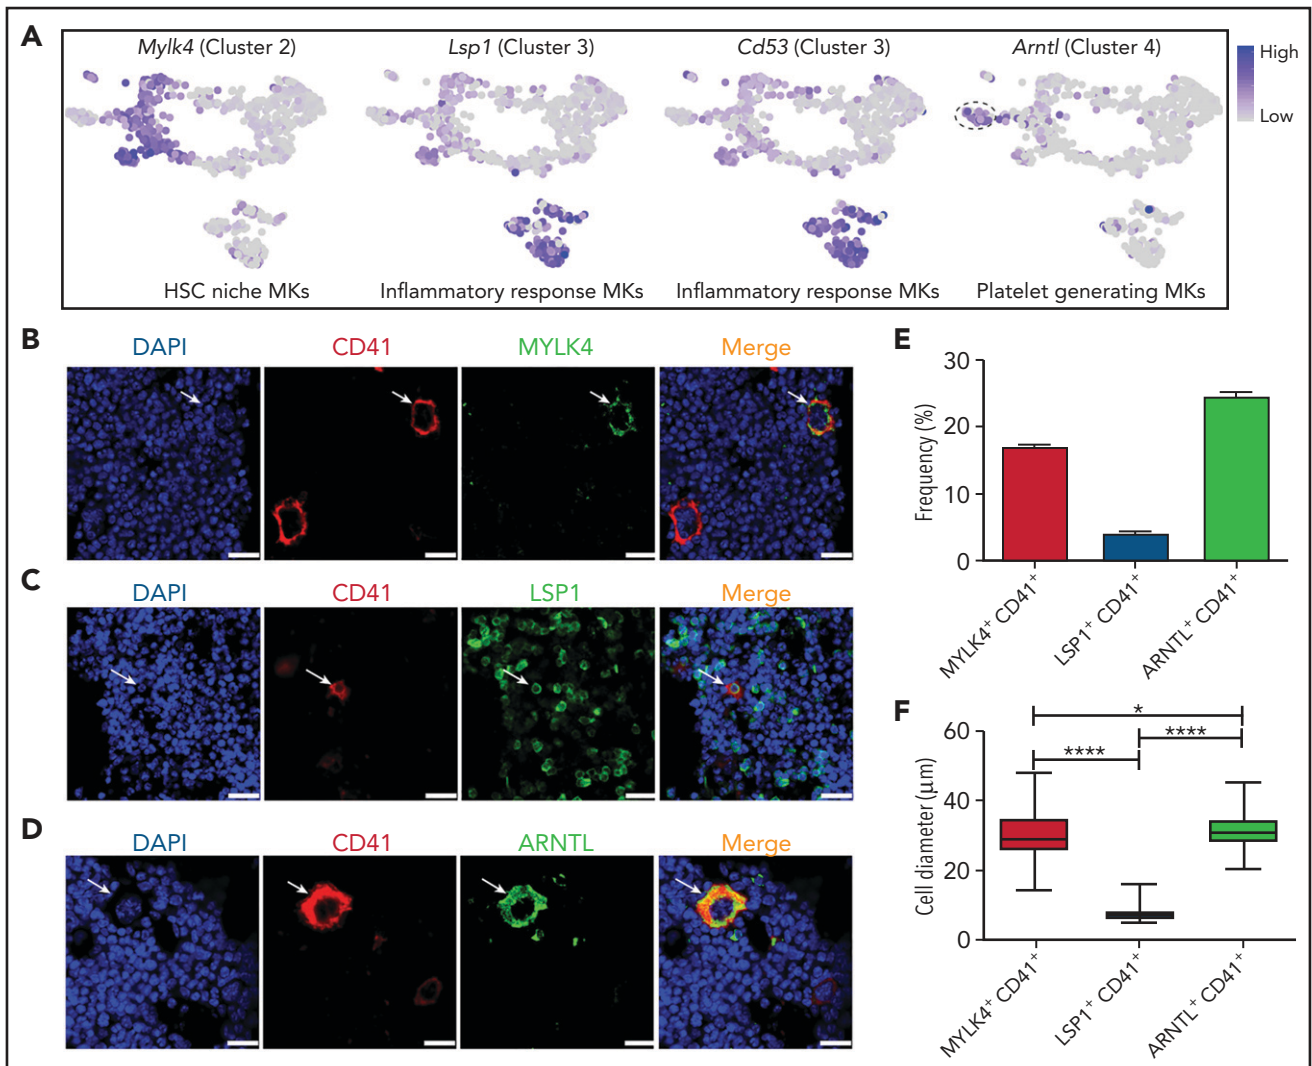 A
Mylk4 (Cluster 2) Lsp1 (Cluster 3) Cd53 (Cluster 3) Arntl (Cluster 4)
High
Low
HSC niche MKs Inflammatory response MKs Inflammatory response MKs Platelet generating MKs
B
DAPI CD41 MYLK4 Merge
C
DAPI CD41 LSP1 Merge
D
DAPI CD41 ARNTL Merge
E
Frequency (%)
30
20
10
0
MYLK4⁺ CD41⁺
LSP1⁺ CD41⁺
ARNTL⁺ CD41⁺
F
Cell diameter (μm)
60
40
20
0
*
****
****
MYLK4⁺ CD41⁺
LSP1⁺ CD41⁺
ARNTL⁺ CD41⁺